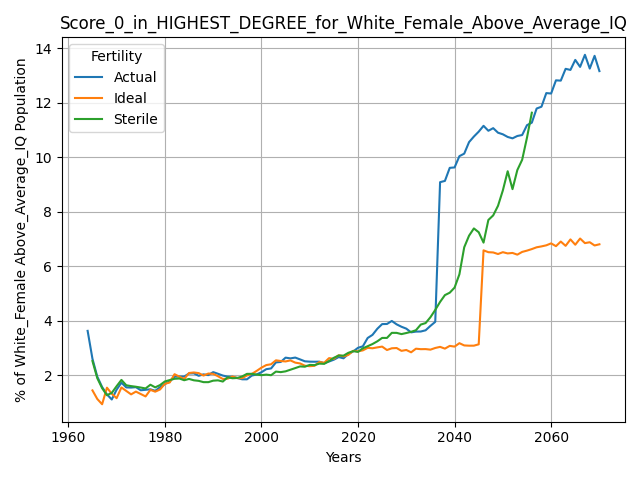 Score_0_in_HIGHEST_DEGREE_for_White_Female_Above_Average_IQ
Fertility
Actual
Ideal
Sterile
% of White_Female Above_Average_IQ Population
14
12
10
8
6
4
2
1960
1980
2000
2020
2040
2060
Years